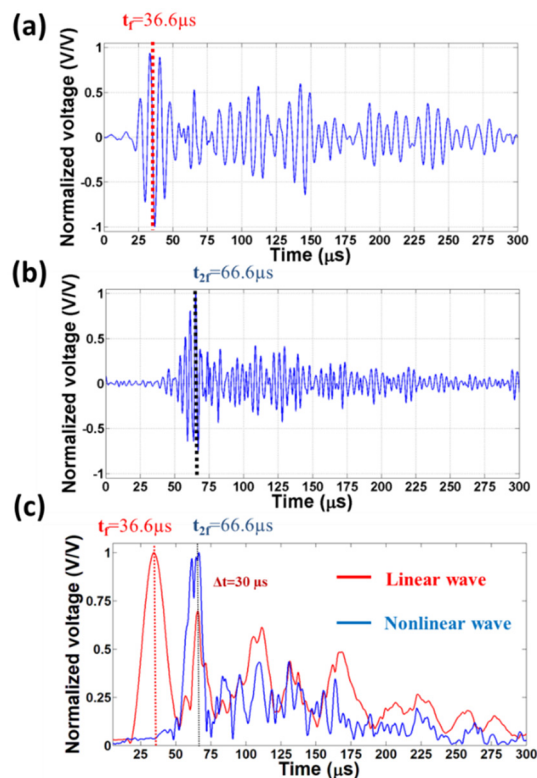 (a)
t_f=36.6μs
Normalized voltage (V/V)
1
0.5
0
-0.5
-1
0 25 50 75 100 125 150 175 200 225 250 275 300
Time (μs)
(b)
t_2f=66.6μs
Normalized voltage (V/V)
1
0.5
0
-0.5
-1
0 25 50 75 100 125 150 175 200 225 250 275 300
Time (μs)
(c)
t_f=36.6μs t_2f=66.6μs
Normalized voltage (V/V)
1
0.75
0.5
0.25
0
Δt=30 μs
Linear wave
Nonlinear wave
25 50 75 100 125 150 175 200 225 250 275 300
Time (μs)